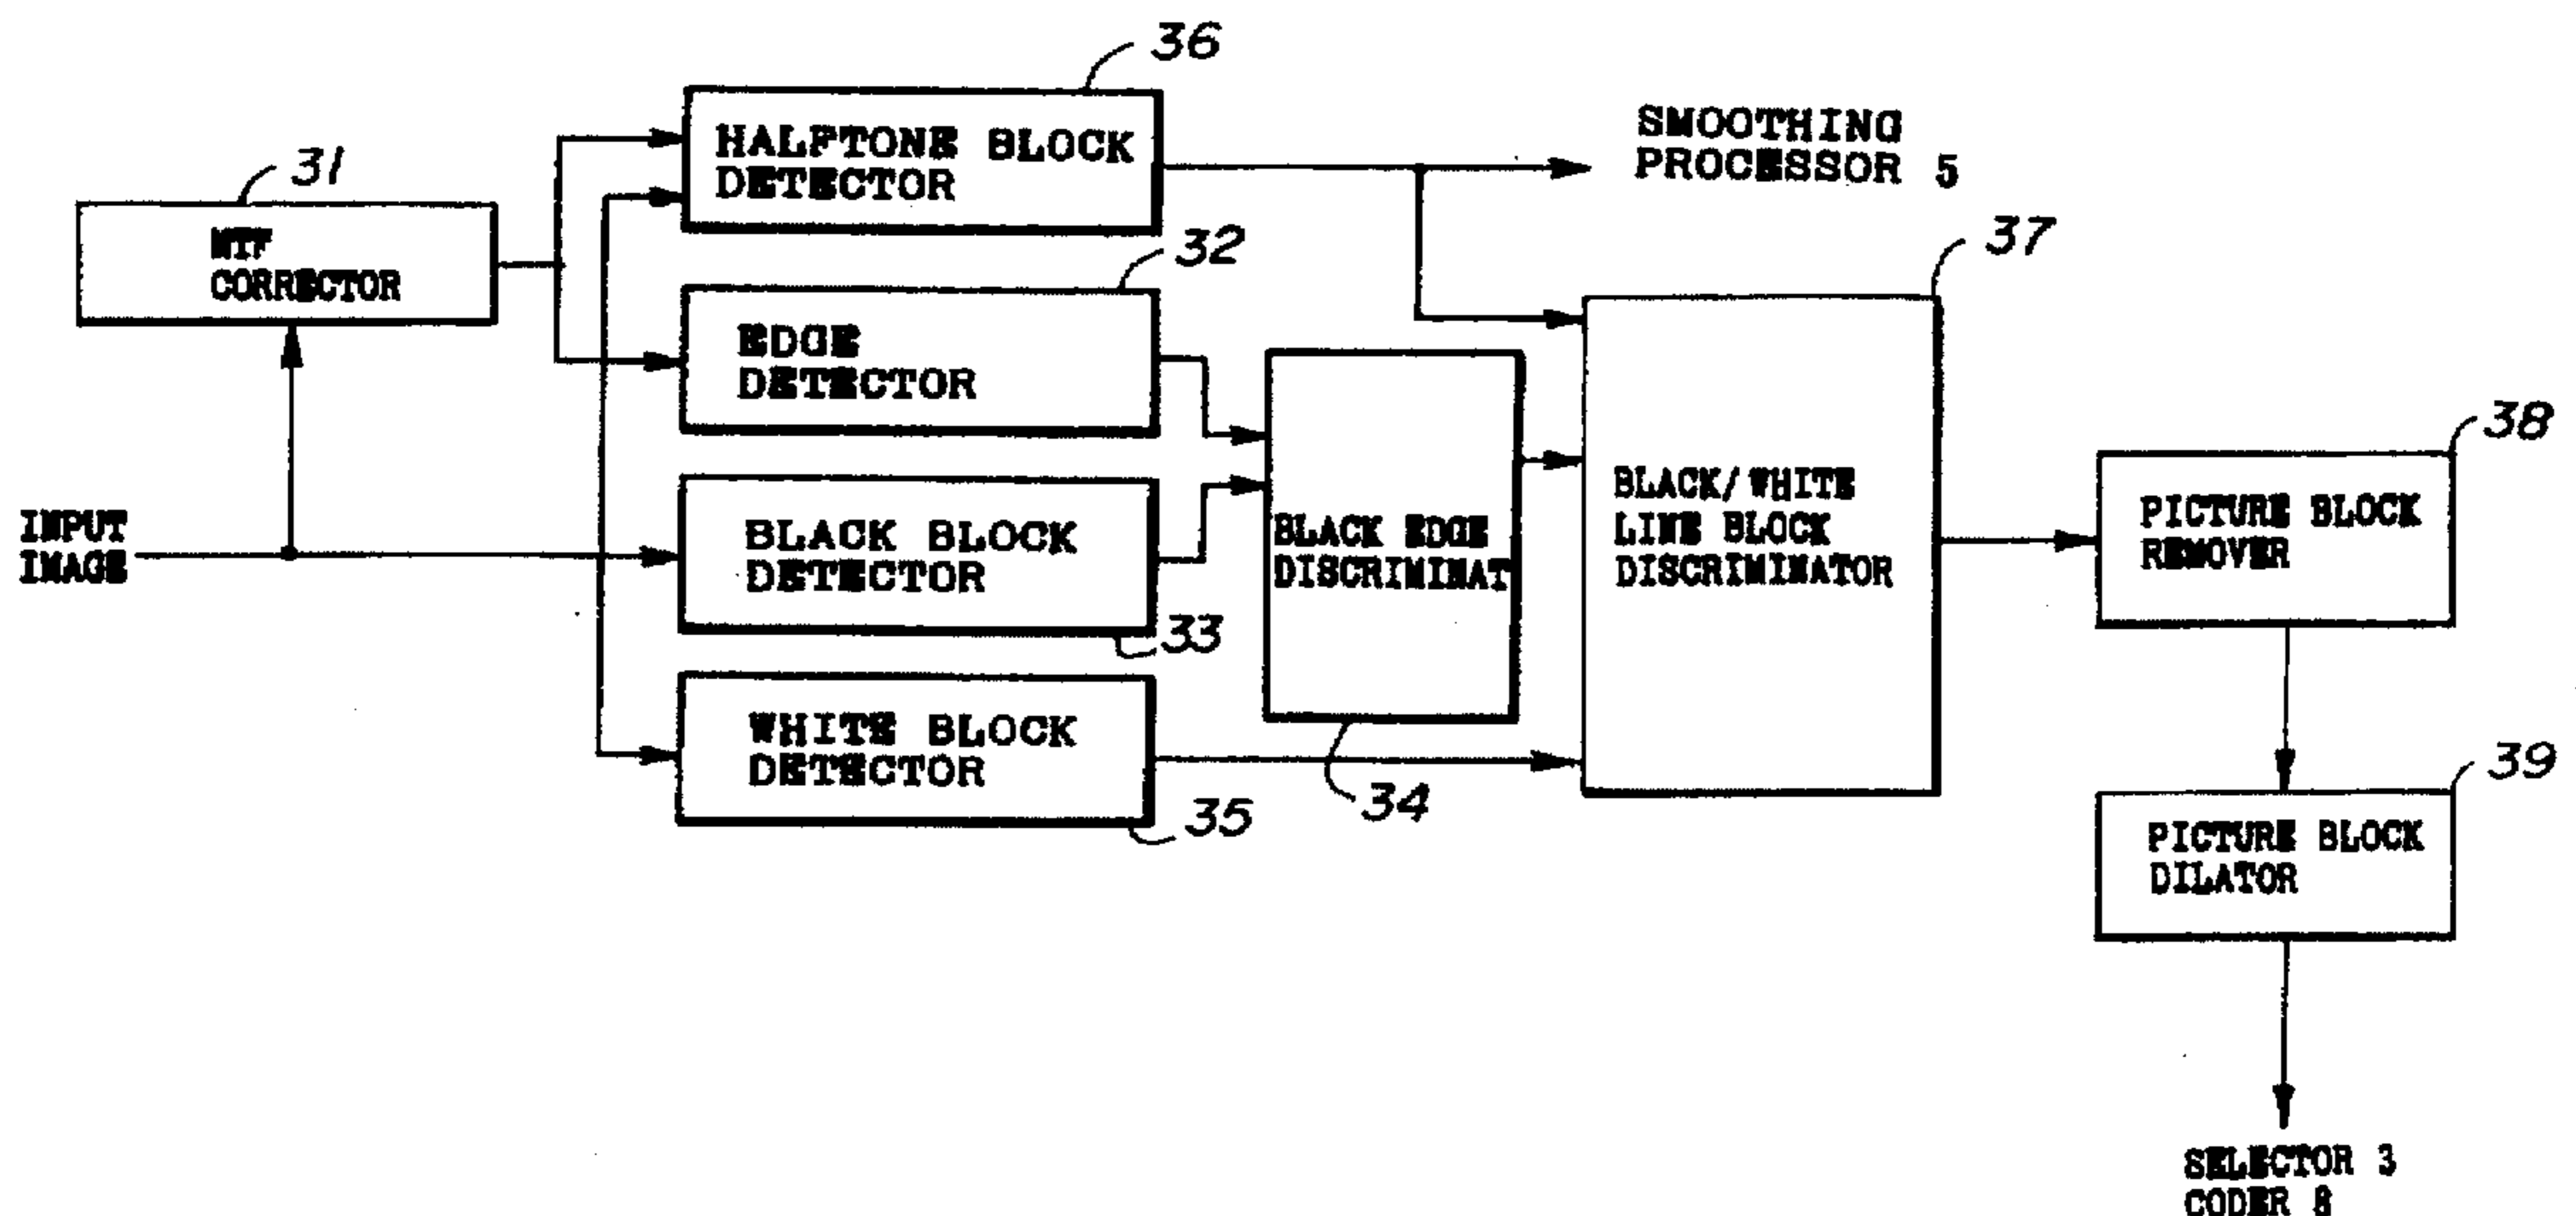 36
HALFTONE BLOCK
DETECTOR
SMOOTHING
PROCESSOR 5
31
MTF
CORRECTOR
32
EDGE
DETECTOR
37
INPUT
IMAGE
BLACK BLOCK
DETECTOR
33
BLACK EDGE
DISCRIMINAT
34
BLACK/WHITE
LINE BLOCK
DISCRIMINATOR
38
PICTURE BLOCK
REMOVER
WHITE BLOCK
DETECTOR
35
39
PICTURE BLOCK
DILATOR
SELECTOR 3
CODER 8